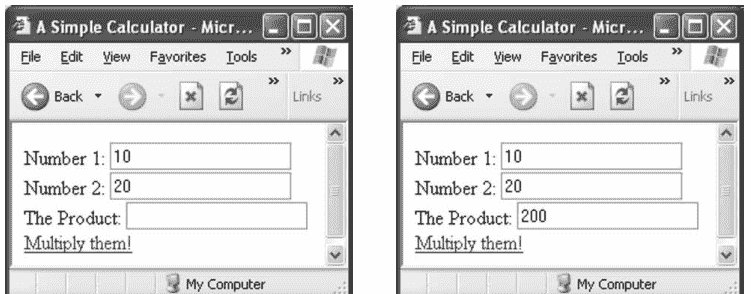 A Simple Calculator - Micr...
File Edit View Favorites Tools »
Back » Links »
Number 1: 10
Number 2: 20
The Product:
Multiply them!
My Computer
A Simple Calculator - Micr...
File Edit View Favorites Tools »
Back » Links »
Number 1: 10
Number 2: 20
The Product: 200
Multiply them!
My Computer